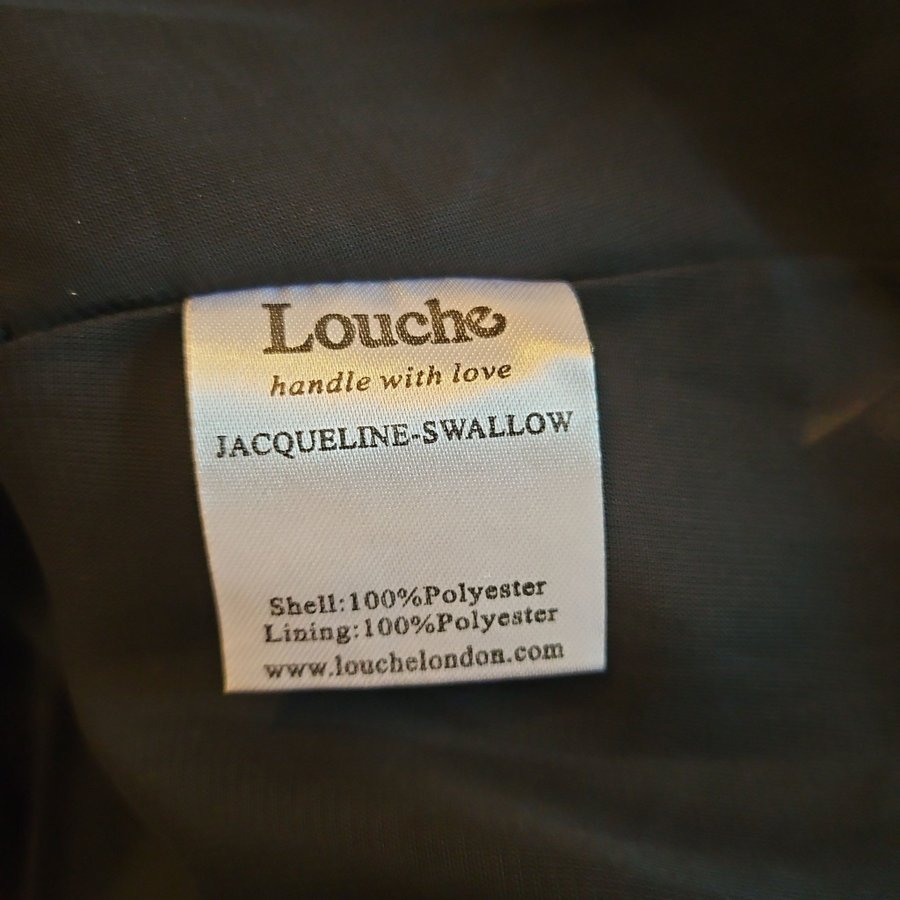 Louche
handle with love
JACQUELINE-SWALLOW
Shell:100%Polyester
Lining:100%Polyester
www.louchelondon.com